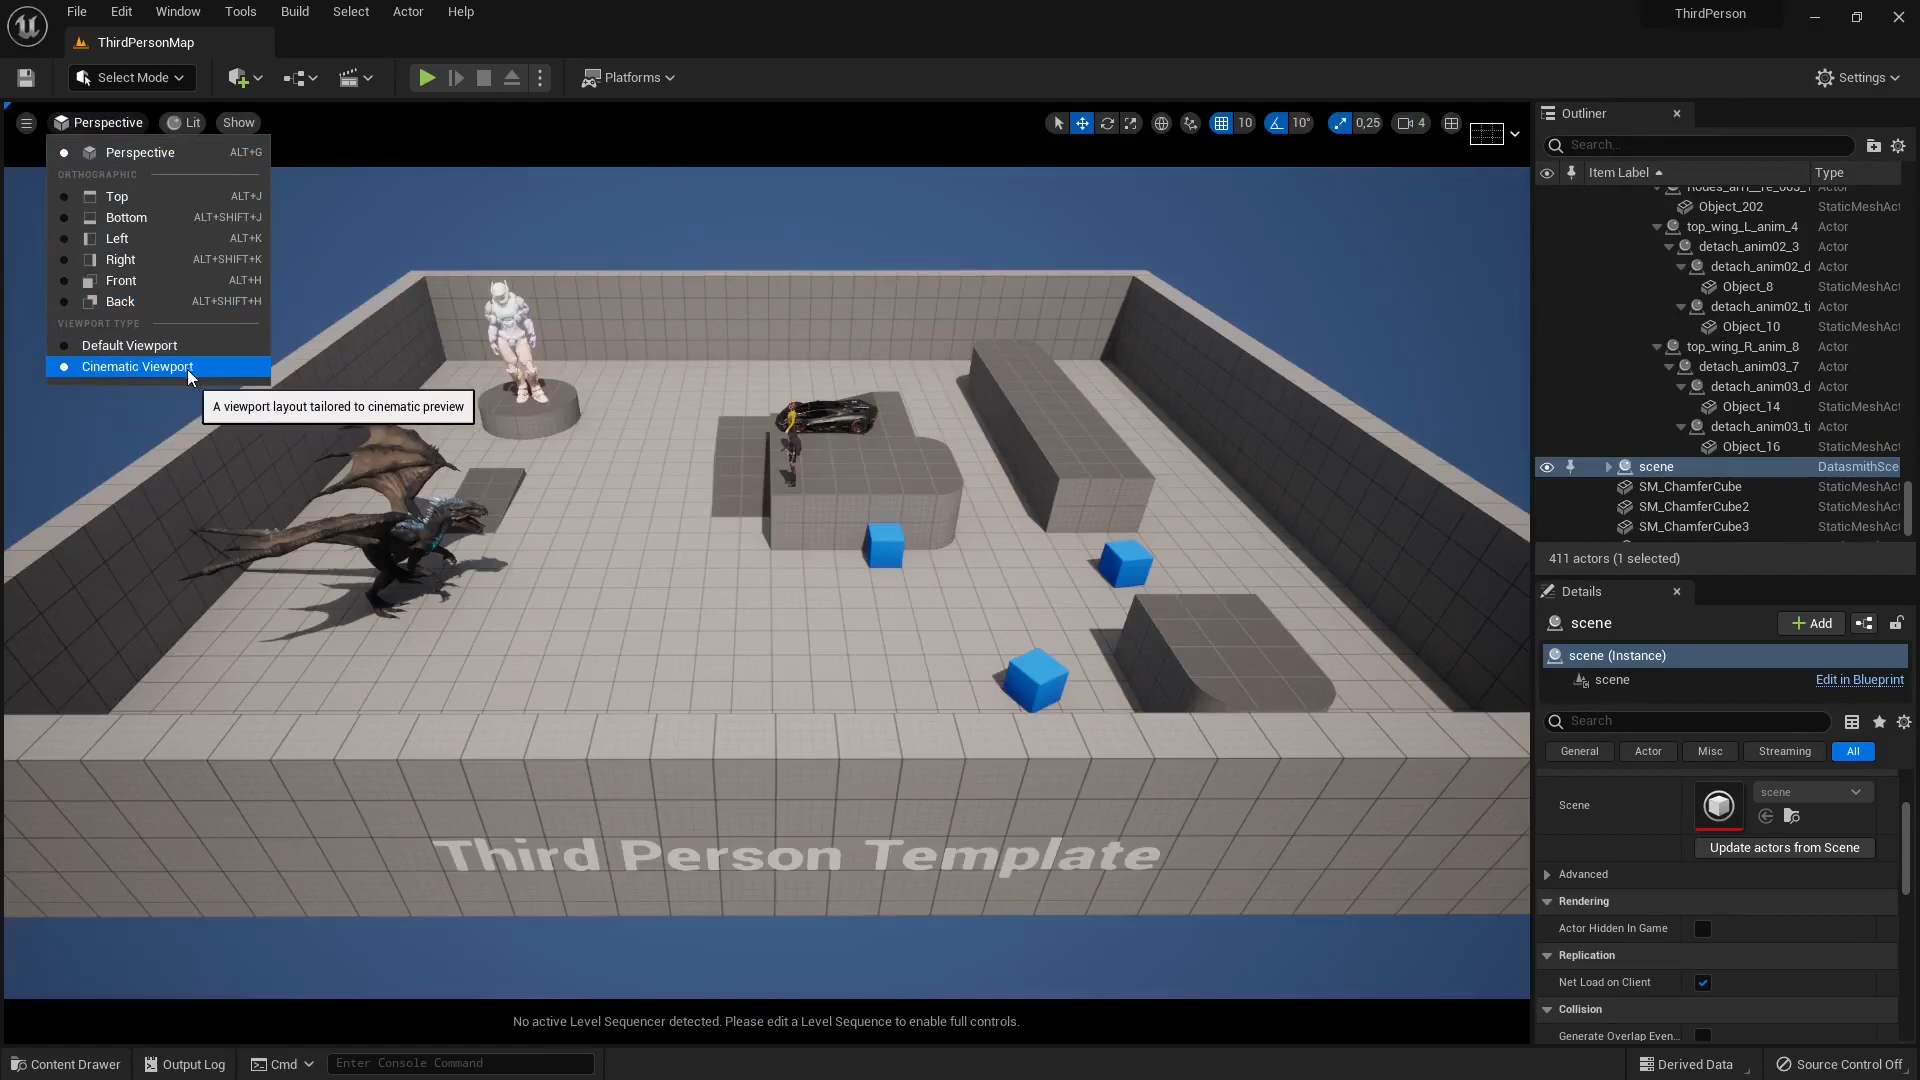 File Edit Window Tools Build Select Actor Help
ThirdPerson
ThirdPersonMap
Select Mode
Platforms
Settings
Perspective Lit Show
10 10° 0,25 4
Perspective ALT+G
ORTHOGRAPHIC
Top ALT+J
Bottom ALT+SHIFT+J
Left ALT+K
Right ALT+SHIFT+K
Front ALT+H
Back ALT+SHIFT+H
VIEWPORT TYPE
Default Viewport
Cinematic Viewport
A viewport layout tailored to cinematic preview
Third Person Template
No active Level Sequencer detected. Please edit a Level Sequence to enable full controls.
Outliner
Search...
Item Label Type
Object_202 StaticMeshAct
top_wing_L_anim_4 Actor
detach_anim02_3 Actor
detach_anim02_d Actor
Object_8 StaticMeshAct
detach_anim02_ti Actor
Object_10 StaticMeshAct
top_wing_R_anim_8 Actor
detach_anim03_7 Actor
detach_anim03_d Actor
Object_14 StaticMeshAct
detach_anim03_ti Actor
Object_16 StaticMeshAct
scene DatasmithSce
SM_ChamferCube StaticMeshAct
SM_ChamferCube2 StaticMeshAct
SM_ChamferCube3 StaticMeshAct
411 actors (1 selected)
Details
scene
Add
scene (Instance)
scene Edit in Blueprint
Search
General Actor Misc Streaming All
Scene scene
Update actors from Scene
Advanced
Rendering
Actor Hidden In Game
Replication
Net Load on Client
Collision
Generate Overlap Even...
Content Drawer Output Log Cmd Enter Console Command
Derived Data Source Control Off